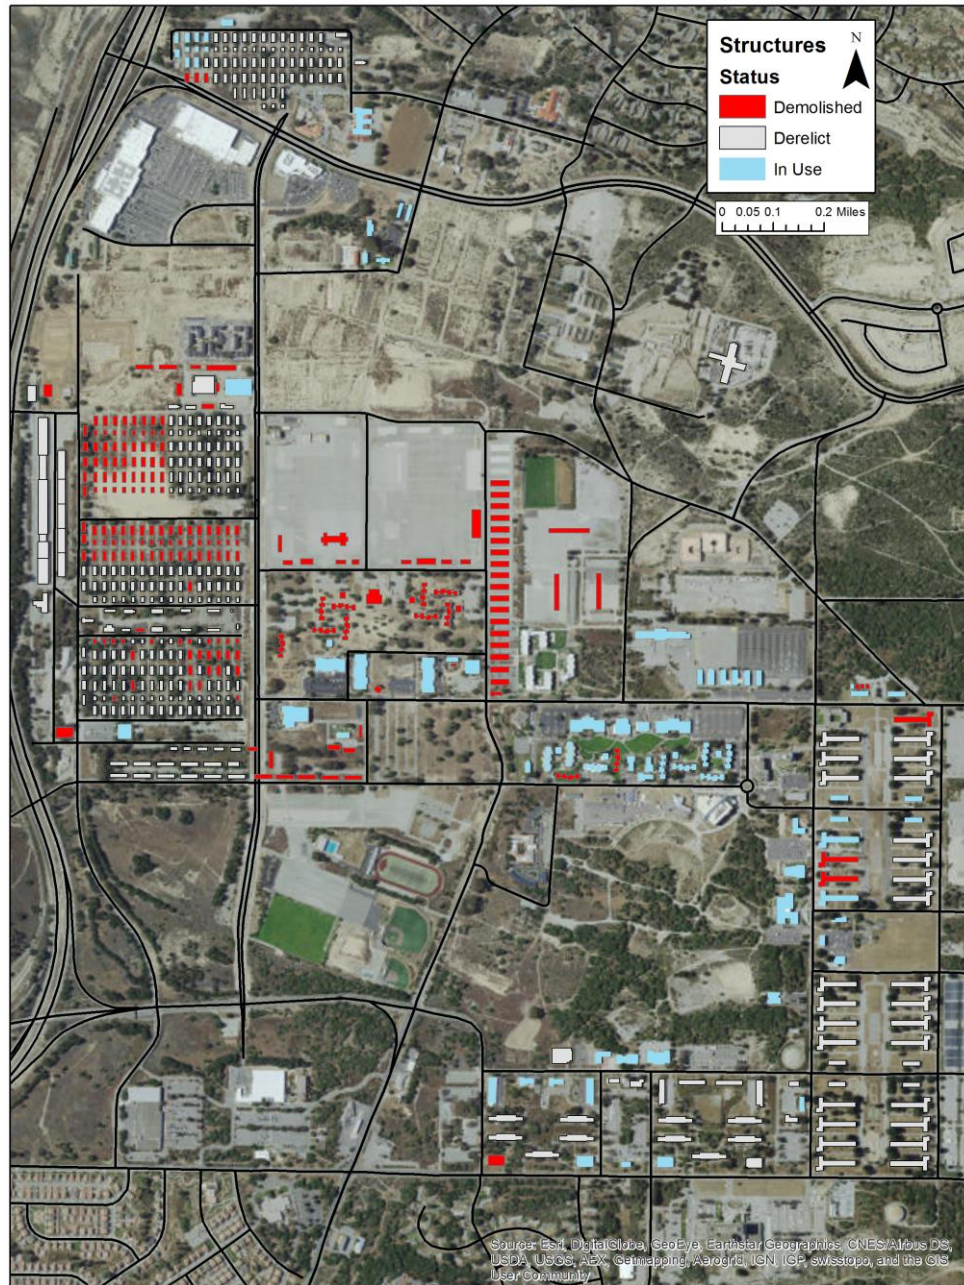 Structures
N
Status
Demolished
Derelict
In Use
0 0.05 0.1 0.2 Miles
Source: Esri, DigitalGlobe, GeoEye, Earthstar Geographics, CNES/Airbus DS,
USDA, USGS, AEX, Getmapping, Aerogrid, IGN, IGP, swisstopo, and the GIS
User Community